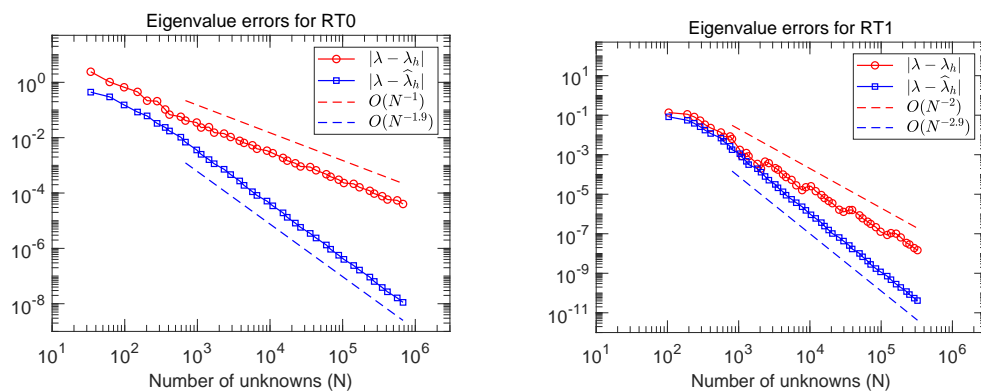 Eigenvalue errors for RT0
|λ − λ_h|
|λ − λ̂_h|
O(N^{-1})
O(N^{-1.9})
10^0
10^{-2}
10^{-4}
10^{-6}
10^{-8}
10^1 10^2 10^3 10^4 10^5 10^6
Number of unknowns (N)
Eigenvalue errors for RT1
|λ − λ_h|
|λ − λ̂_h|
O(N^{-2})
O(N^{-2.9})
10^1
10^{-1}
10^{-3}
10^{-5}
10^{-7}
10^{-9}
10^{-11}
10^1 10^2 10^3 10^4 10^5 10^6
Number of unknowns (N)